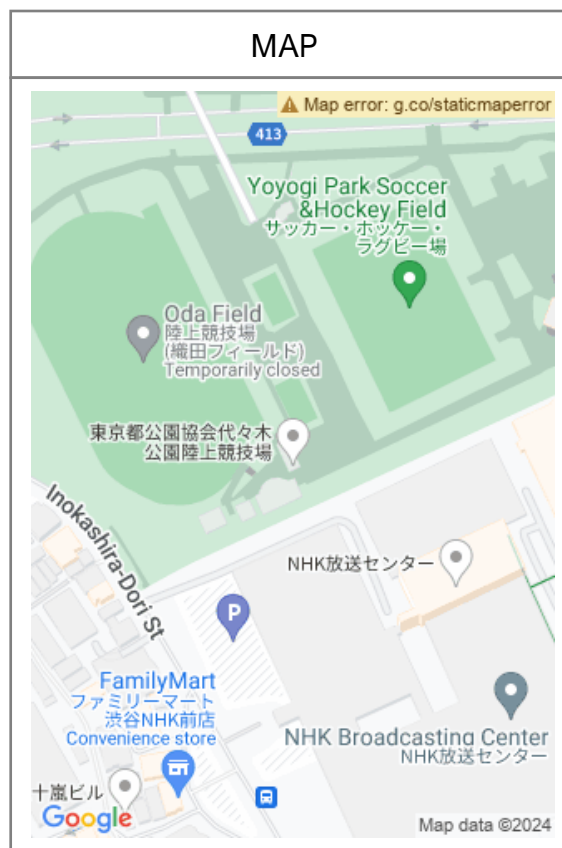 MAP
Map error: g.co/staticmaperror
413
Yoyogi Park Soccer
&Hockey Field
サッカー・ホッケー・
ラグビー場
Oda Field
陸上競技場
(織田フィールド)
Temporarily closed
東京都公園協会代々木
公園陸上競技場
Inokashira-Dori St
NHK放送センター
P
FamilyMart
ファミリーマート
渋谷NHK前店
Convenience store
NHK Broadcasting Center
NHK放送センター
十嵐ビル
Google
Map data ©2024